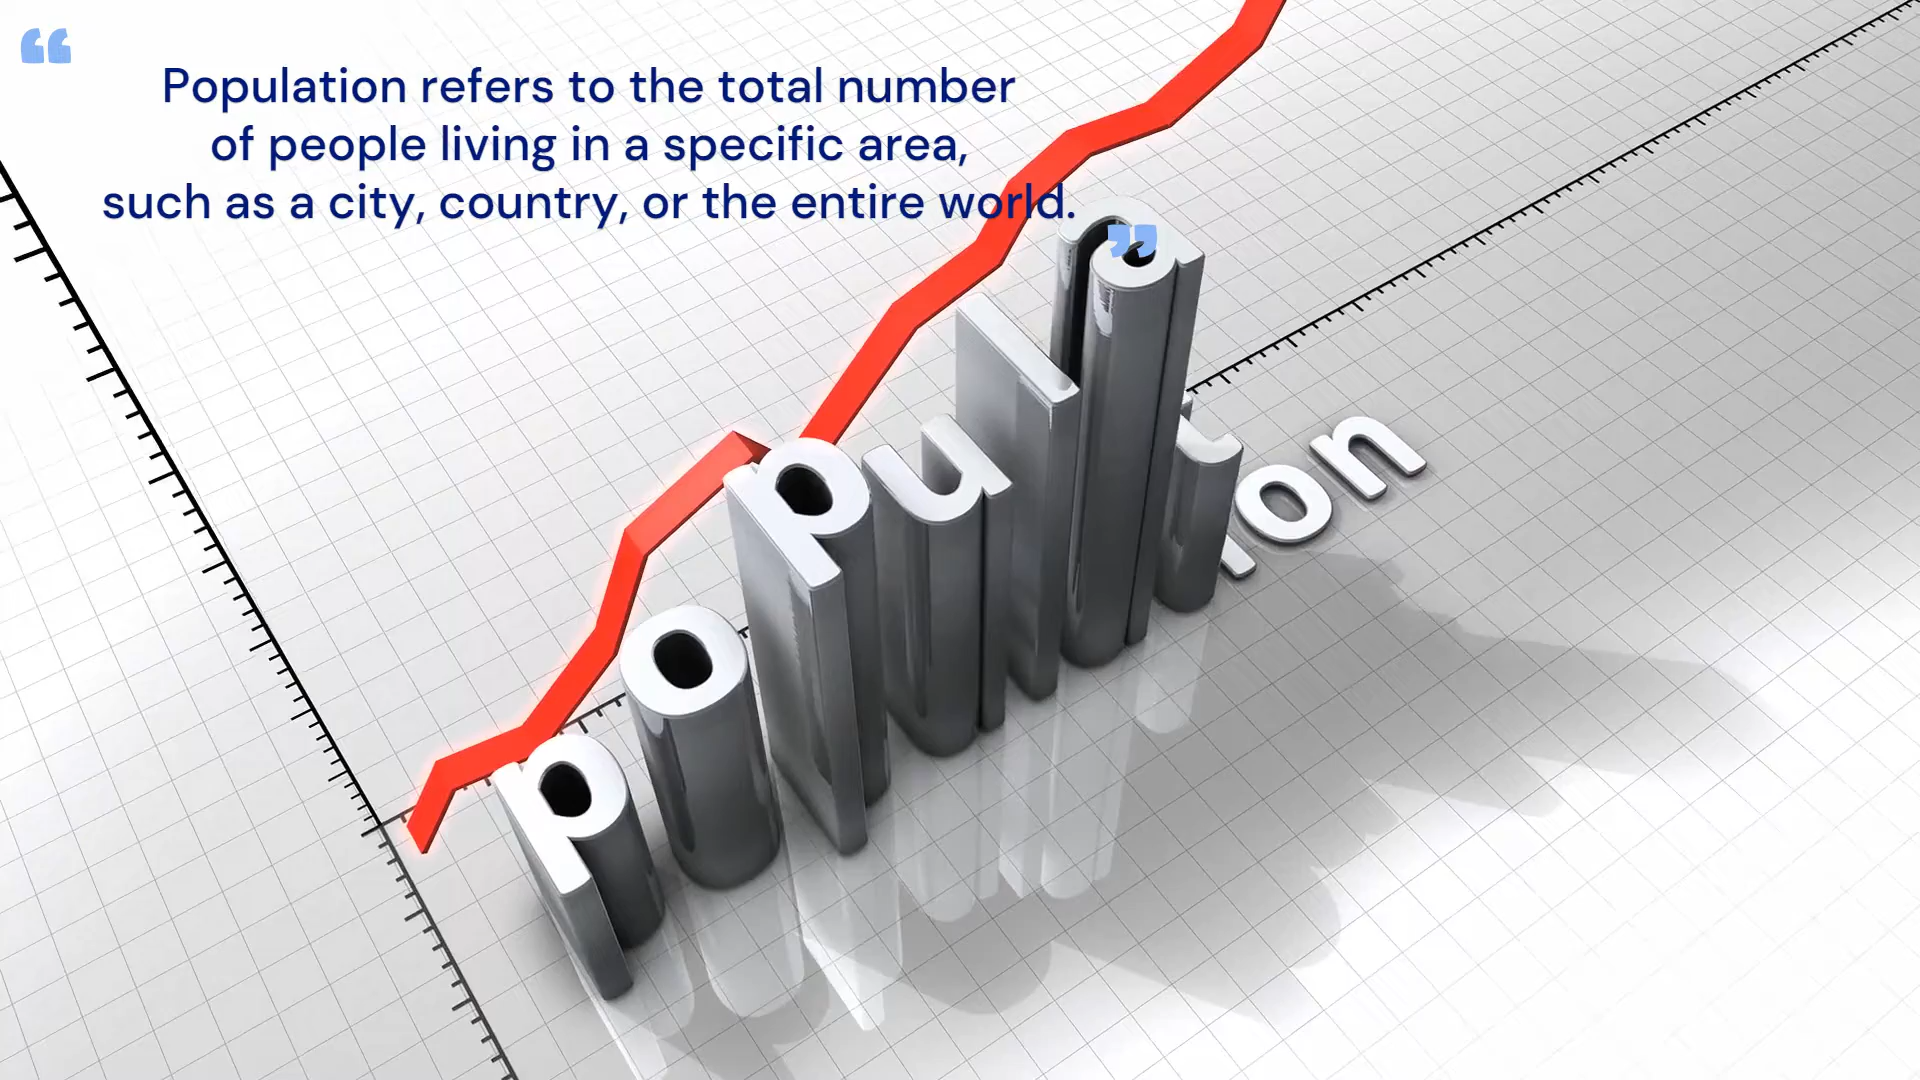 “
Population refers to the total number
of people living in a specific area,
such as a city, country, or the entire world.
”
population